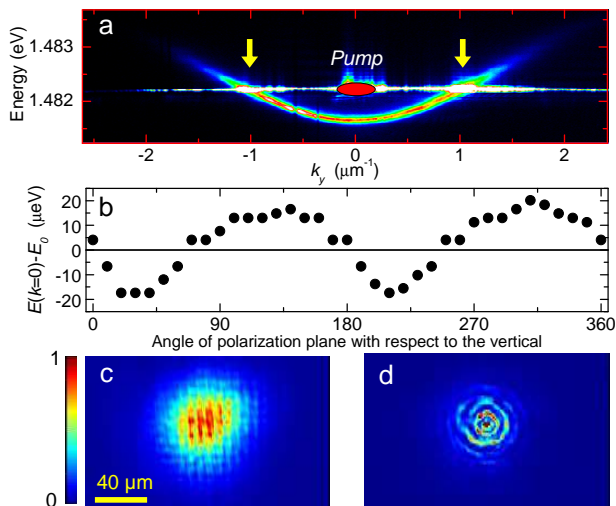 a
Pump
Energy (eV)
1.483
1.482
-2 -1 0 1 2
k_y (µm⁻¹)
b
E(k=0)-E_0 (µeV)
20
10
0
-10
-20
0 90 180 270 360
Angle of polarization plane with respect to the vertical
1
0
c
40 µm
d